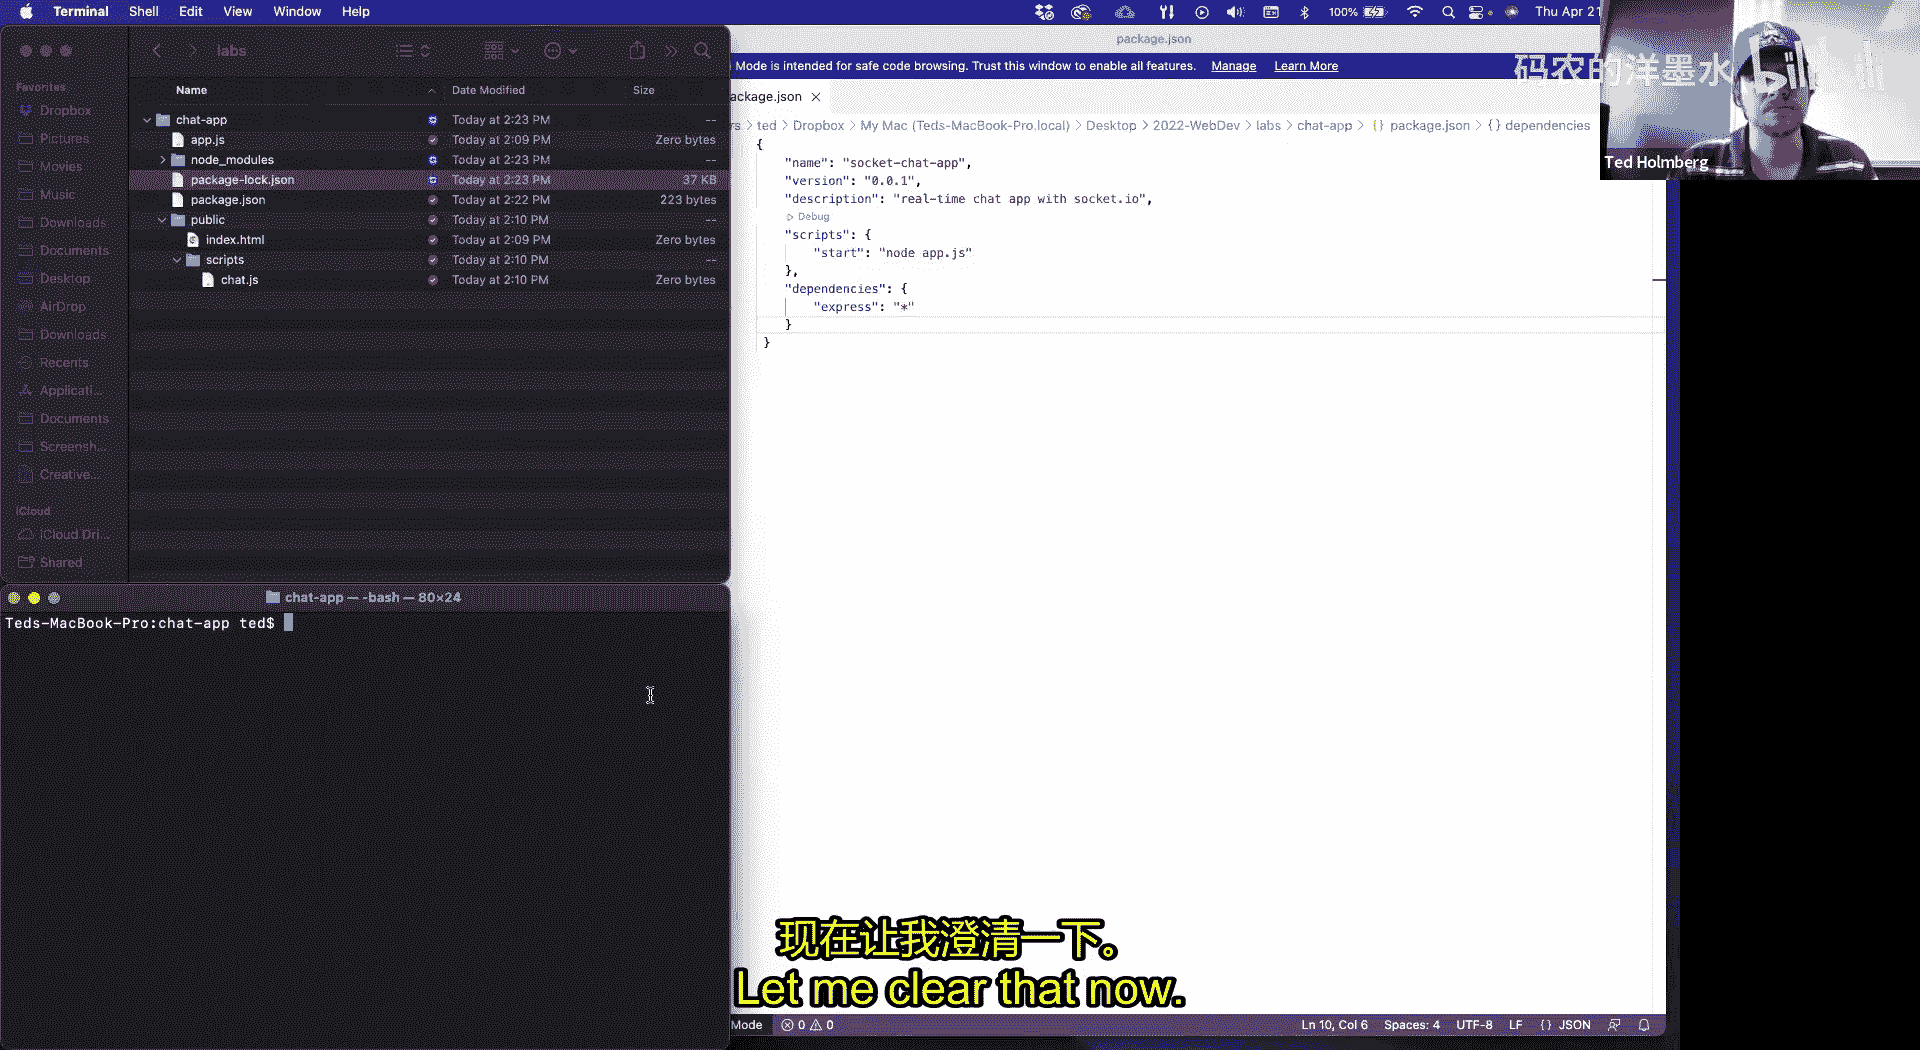 Terminal Shell Edit View Window Help
100% Thu Apr 21
labs
Favorites
Dropbox
Pictures
Movies
Music
Downloads
Documents
Desktop
AirDrop
Downloads
Recents
Applicati...
Documents
Screensh...
Creative...
iCloud
iCloud Dri...
Shared
Name Date Modified Size
chat-app Today at 2:23 PM --
app.js Today at 2:09 PM Zero bytes
node_modules Today at 2:23 PM --
package-lock.json Today at 2:23 PM 37 KB
package.json Today at 2:22 PM 223 bytes
public Today at 2:10 PM --
index.html Today at 2:09 PM Zero bytes
scripts Today at 2:10 PM --
chat.js Today at 2:10 PM Zero bytes
chat-app — -bash — 80×24
Teds-MacBook-Pro:chat-app ted$
package.json
Mode is intended for safe code browsing. Trust this window to enable all features. Manage Learn More
ackage.json
rs > ted > Dropbox > My Mac (Teds-MacBook-Pro.local) > Desktop > 2022-WebDev > labs > chat-app > {} package.json > {} dependencies
{
"name": "socket-chat-app",
"version": "0.0.1",
"description": "real-time chat app with socket.io",
Debug
"scripts": {
"start": "node app.js"
},
"dependencies": {
"express": "*"
}
}
码农的洋墨水
Ted Holmberg
现在让我澄清一下。
Let me clear that now.
Mode 0 0 Ln 10, Col 6 Spaces: 4 UTF-8 LF {} JSON